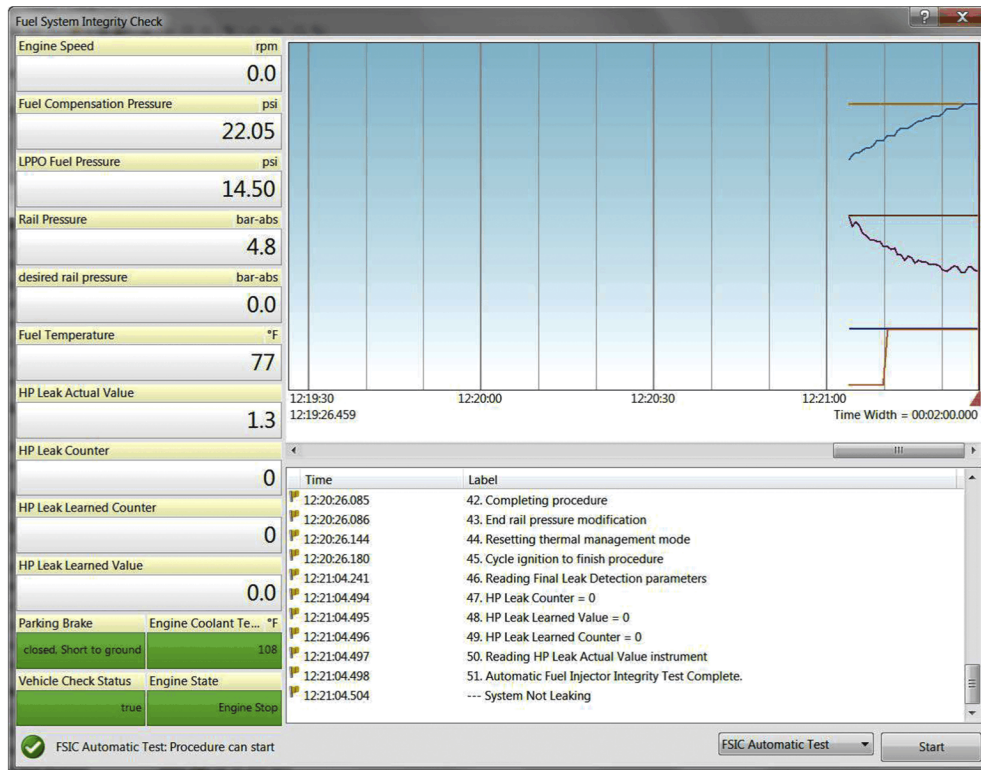 Fuel System Integrity Check
Engine Speed rpm
0.0
Fuel Compensation Pressure psi
22.05
LPPO Fuel Pressure psi
14.50
Rail Pressure bar-abs
4.8
desired rail pressure bar-abs
0.0
Fuel Temperature °F
77
HP Leak Actual Value
1.3
HP Leak Counter
0
HP Leak Learned Counter
0
HP Leak Learned Value
0.0
Parking Brake Engine Coolant Te... °F
closed, Short to ground 108
Vehicle Check Status Engine State
true Engine Stop
12:19:30 12:20:00 12:20:30 12:21:00
12:19:26.459 Time Width = 00:02:00.000
Time Label
12:20:26.085 42. Completing procedure
12:20:26.086 43. End rail pressure modification
12:20:26.144 44. Resetting thermal management mode
12:20:26.180 45. Cycle ignition to finish procedure
12:21:04.241 46. Reading Final Leak Detection parameters
12:21:04.494 47. HP Leak Counter = 0
12:21:04.495 48. HP Leak Learned Value = 0
12:21:04.496 49. HP Leak Learned Counter = 0
12:21:04.497 50. Reading HP Leak Actual Value instrument
12:21:04.498 51. Automatic Fuel Injector Integrity Test Complete.
12:21:04.504 --- System Not Leaking
FSIC Automatic Test: Procedure can start
FSIC Automatic Test Start